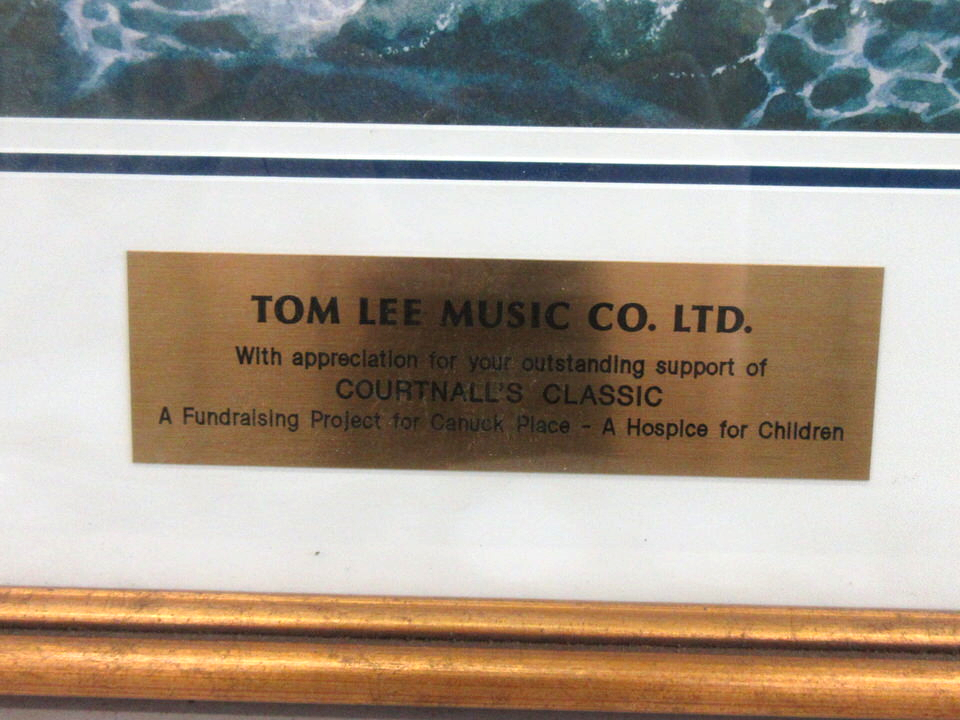 TOM LEE MUSIC CO. LTD.
With appreciation for your outstanding support of
COURTNALL'S CLASSIC
A Fundraising Project for Canuck Place - A Hospice for Children